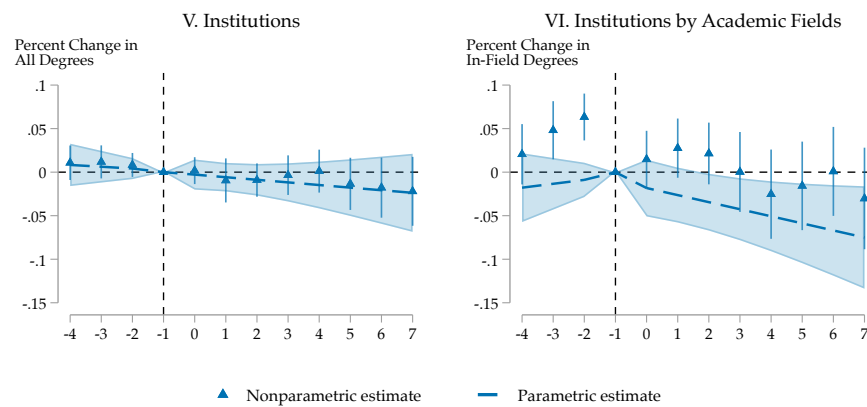 V. Institutions
Percent Change in
All Degrees
.1
.05
0
-.05
-.1
-.15
-4 -3 -2 -1 0 1 2 3 4 5 6 7
VI. Institutions by Academic Fields
Percent Change in
In-Field Degrees
.1
.05
0
-.05
-.1
-.15
-4 -3 -2 -1 0 1 2 3 4 5 6 7
Nonparametric estimate
Parametric estimate